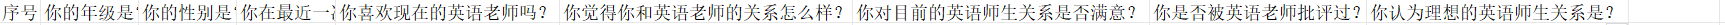 序号 你的年级是 你的性别是 你在最近一 你喜欢现在的英语老师吗？ 你觉得你和英语老师的关系怎么样？ 你对目前的英语师生关系是否满意？ 你是否被英语老师批评过？ 你认为理想的英语师生关系是？